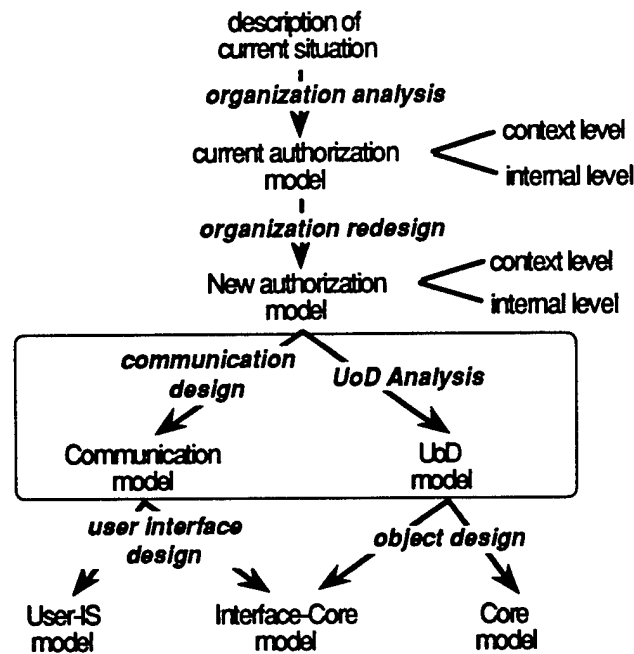 description of
current situation
organization analysis
current authorization
model
context level
internal level
organization redesign
New authorization
model
context level
internal level
communication
design
UoD Analysis
Communication
model
UoD
model
user interface
design
object design
User-IS
model
Interface-Core
model
Core
model